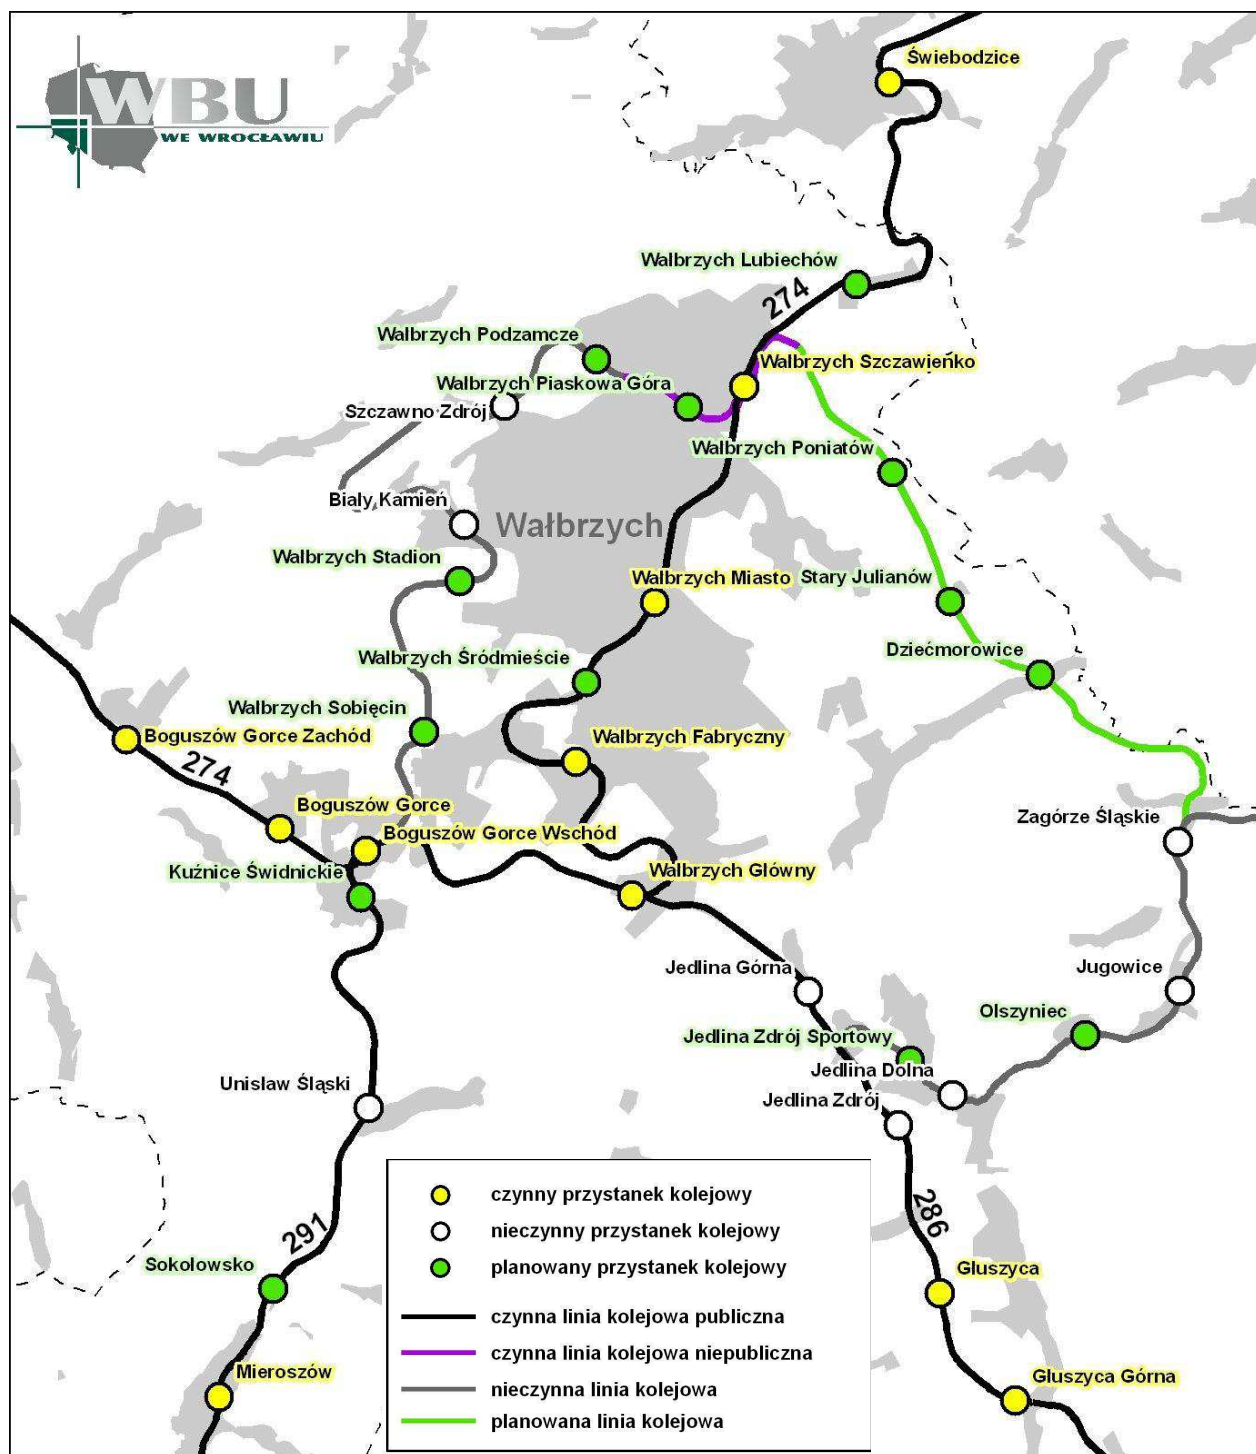 WBU
WE WROCŁAWIU
Świebodzice
Wałbrzych Lubiechów
274
Wałbrzych Podzamcze
Wałbrzych Szczawienko
Wałbrzych Piaskowa Góra
Szczawno Zdrój
Wałbrzych Poniatów
Biały Kamień
Wałbrzych
Wałbrzych Stadion
Wałbrzych Miasto
Stary Julianów
Dziećmorowice
Wałbrzych Śródmieście
Wałbrzych Sobięcin
Boguszów Gorce Zachód
Wałbrzych Fabryczny
274
Boguszów Gorce
Boguszów Gorce Wschód
Zagórze Śląskie
Kuźnice Świdnickie
Wałbrzych Główny
Jedlina Górna
Jugowice
Olszyniec
Jedlina Zdrój Sportowy
Jedlina Dolna
Unisław Śląski
Jedlina Zdrój
czynny przystanek kolejowy
nieczynny przystanek kolejowy
planowany przystanek kolejowy
czynna linia kolejowa publiczna
czynna linia kolejowa niepubliczna
nieczynna linia kolejowa
planowana linia kolejowa
286
291
Sokołowsko
Głuszyca
Mieroszów
Głuszyca Górna